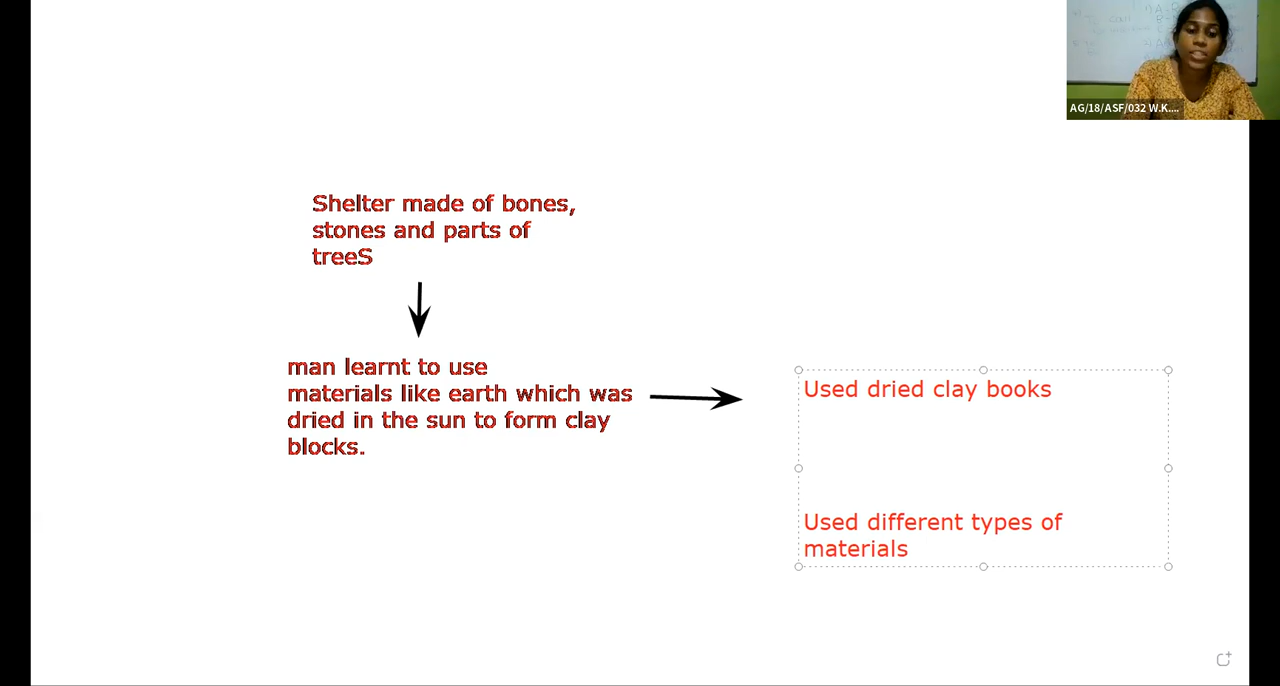 AG/18/ASF/032 W.K....
Shelter made of bones,
stones and parts of
treeS
man learnt to use
materials like earth which was
dried in the sun to form clay
blocks.
Used dried clay books
Used different types of
materials